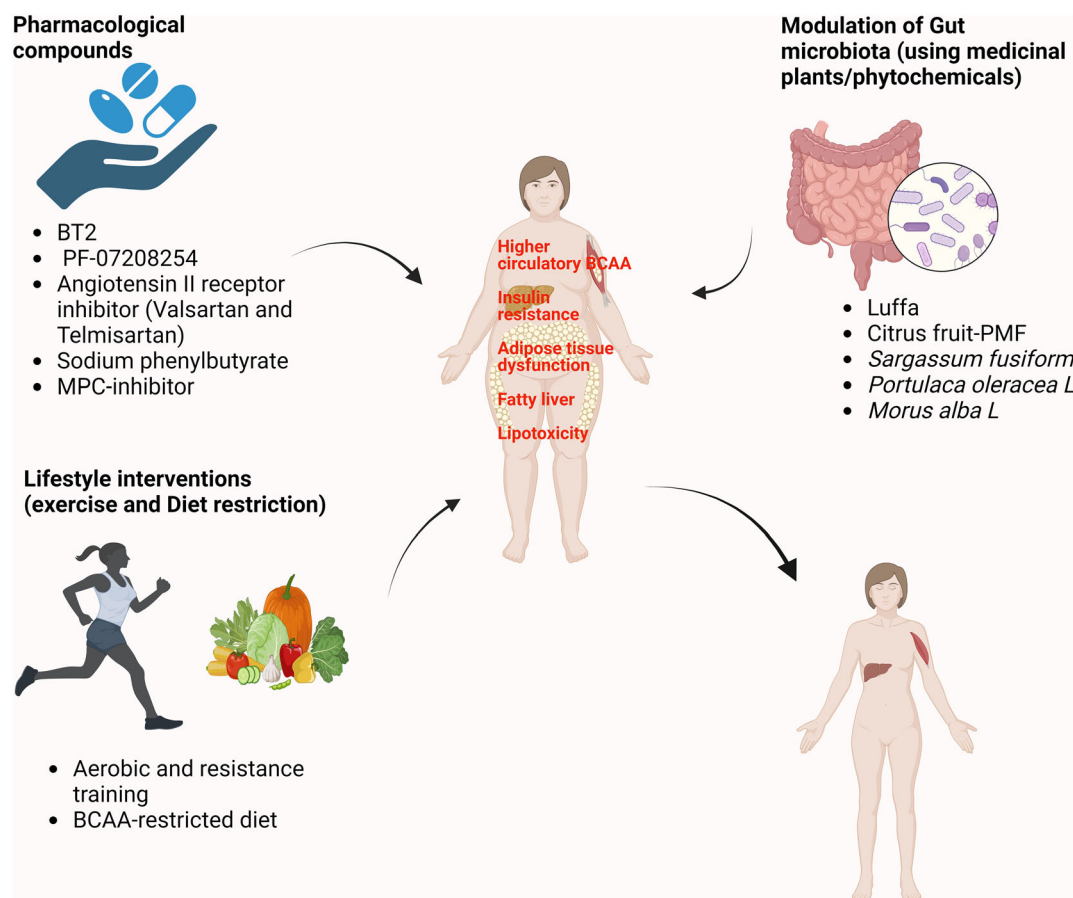 Pharmacological
compounds
• BT2
• PF-07208254
• Angiotensin II receptor
inhibitor (Valsartan and
Telmisartan)
• Sodium phenylbutyrate
• MPC-inhibitor
Modulation of Gut
microbiota (using medicinal
plants/phytochemicals)
• Luffa
• Citrus fruit-PMF
• Sargassum fusiform
• Portulaca oleracea L
• Morus alba L
Higher
circulatory BCAA
Insulin
resistance
Adipose tissue
dysfunction
Fatty liver
Lipotoxicity
Lifestyle interventions
(exercise and Diet restriction)
• Aerobic and resistance
training
• BCAA-restricted diet